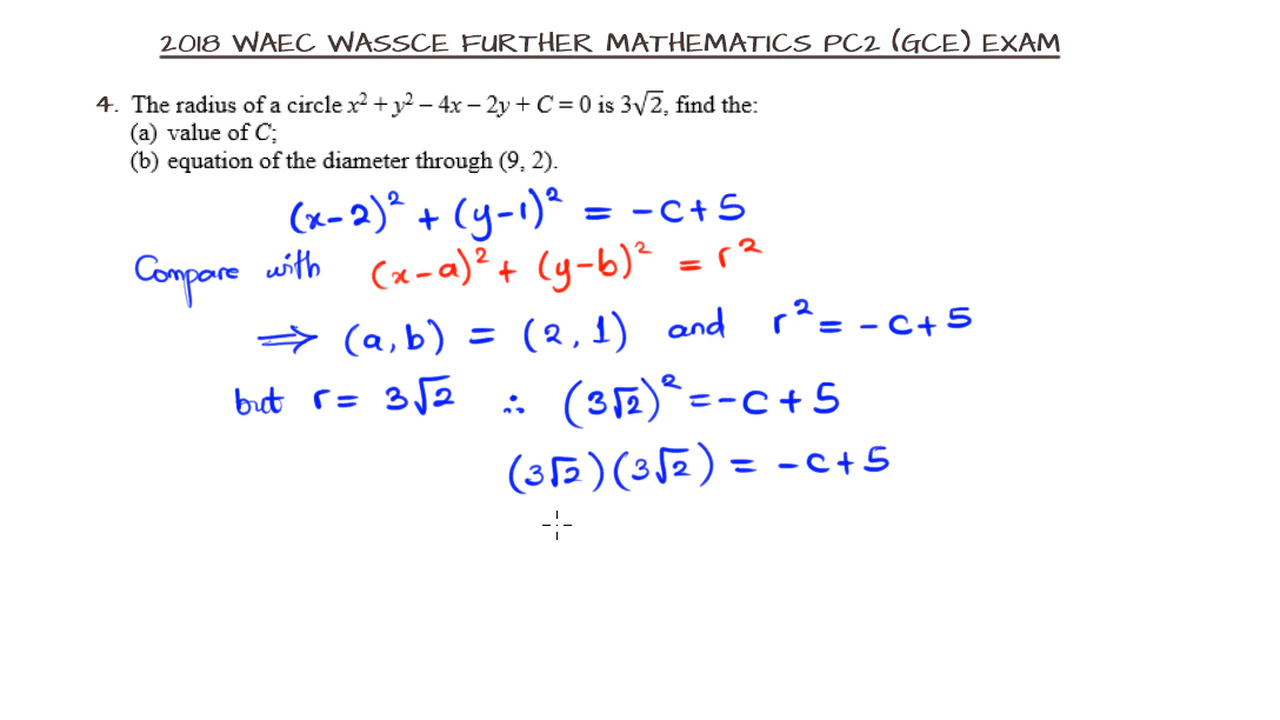 2018 WAEC WASSCE FURTHER MATHEMATICS PC2 (GCE) EXAM
4. The radius of a circle x² + y² – 4x – 2y + C = 0 is 3√2, find the:
(a) value of C;
(b) equation of the diameter through (9, 2).
(x-2)² + (y-1)² = -c+5
Compare with (x-a)² + (y-b)² = r²
⟹ (a,b) = (2,1) and r² = -c+5
but r = 3√2 ∴ (3√2)² = -c+5
(3√2)(3√2) = -c+5